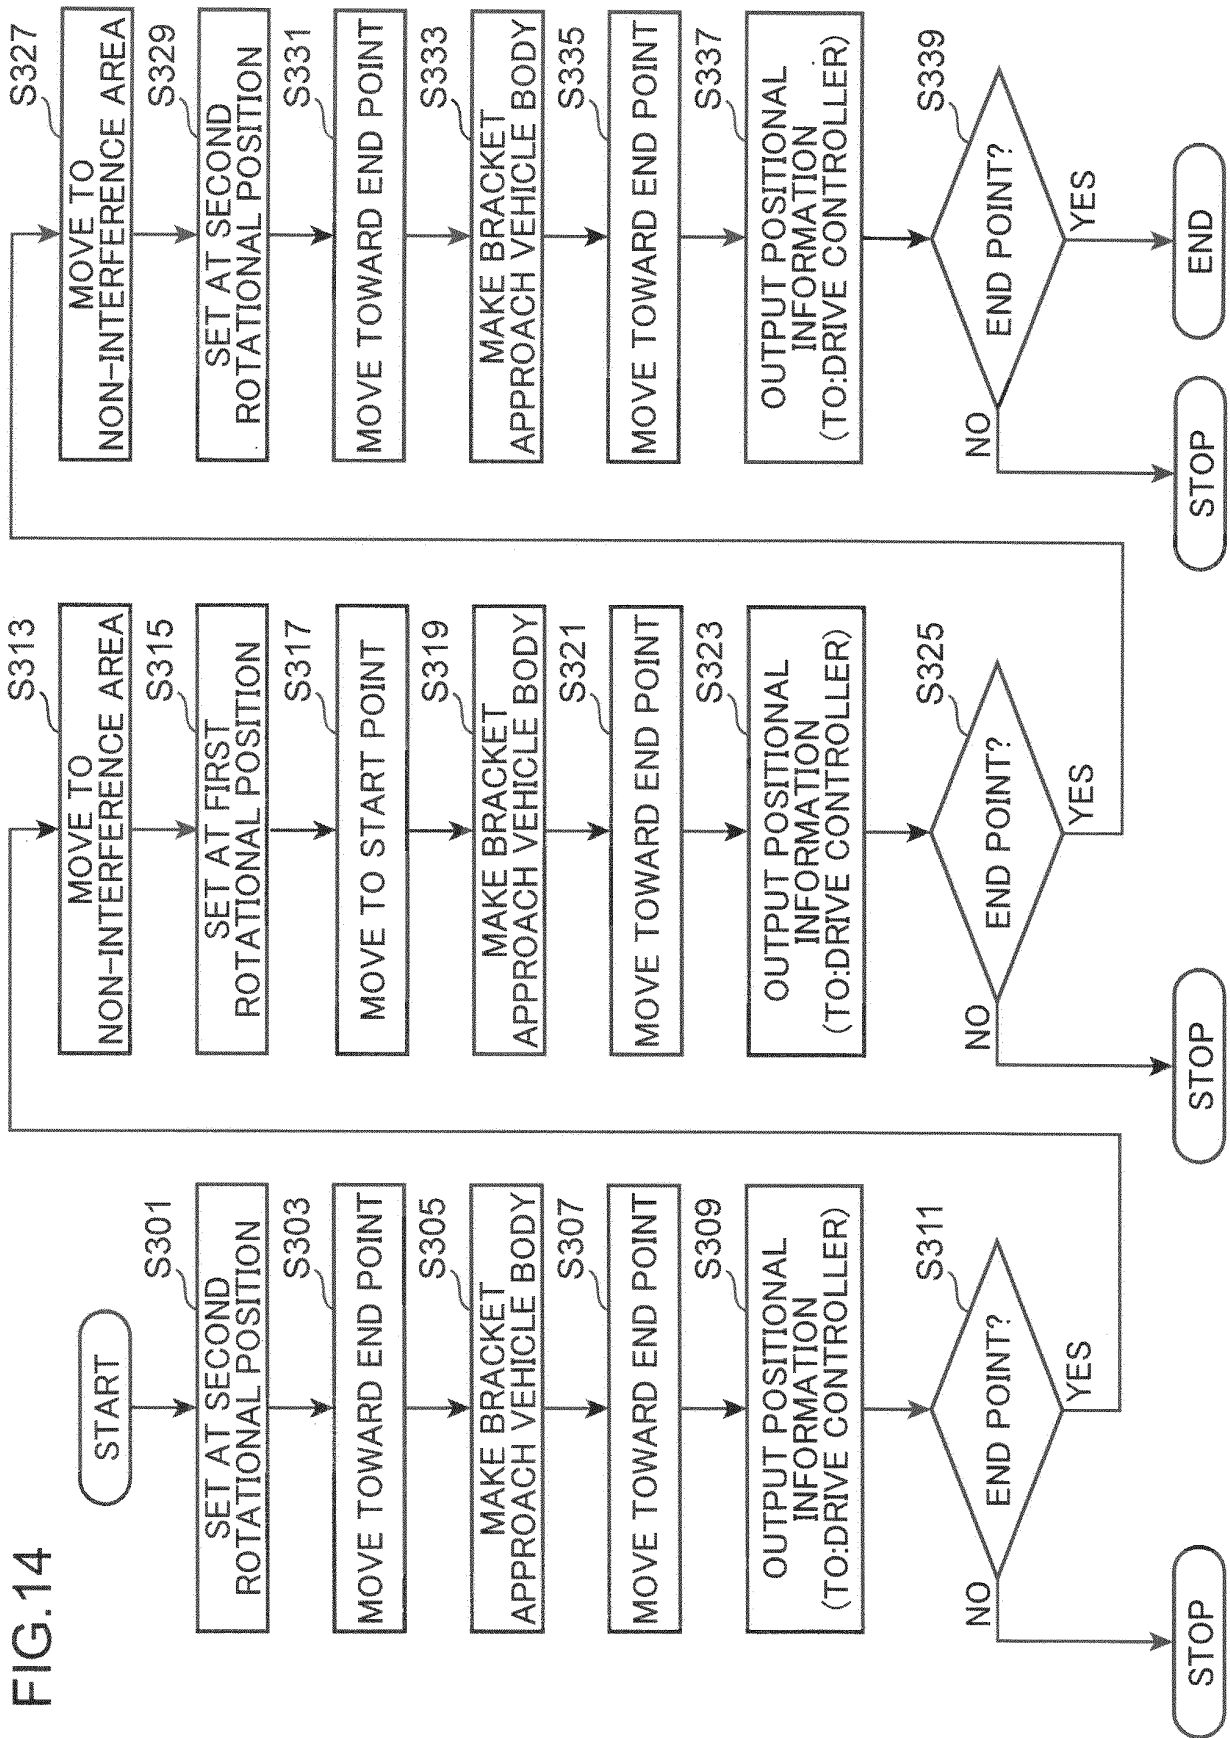 FIG.14
START
S301
SET AT SECOND
ROTATIONAL POSITION
S303
MOVE TOWARD END POINT
S305
MAKE BRACKET
APPROACH VEHICLE BODY
S307
MOVE TOWARD END POINT
S309
OUTPUT POSITIONAL
INFORMATION
(TO:DRIVE CONTROLLER)
S311
END POINT?
NO
YES
STOP
S313
MOVE TO
NON-INTERFERENCE AREA
S315
SET AT FIRST
ROTATIONAL POSITION
S317
MOVE TO START POINT
S319
MAKE BRACKET
APPROACH VEHICLE BODY
S321
MOVE TOWARD END POINT
S323
OUTPUT POSITIONAL
INFORMATION
(TO:DRIVE CONTROLLER)
S325
END POINT?
NO
YES
STOP
S327
MOVE TO
NON-INTERFERENCE AREA
S329
SET AT SECOND
ROTATIONAL POSITION
S331
MOVE TOWARD END POINT
S333
MAKE BRACKET
APPROACH VEHICLE BODY
S335
MOVE TOWARD END POINT
S337
OUTPUT POSITIONAL
INFORMATION
(TO:DRIVE CONTROLLER)
S339
END POINT?
NO
YES
STOP
END